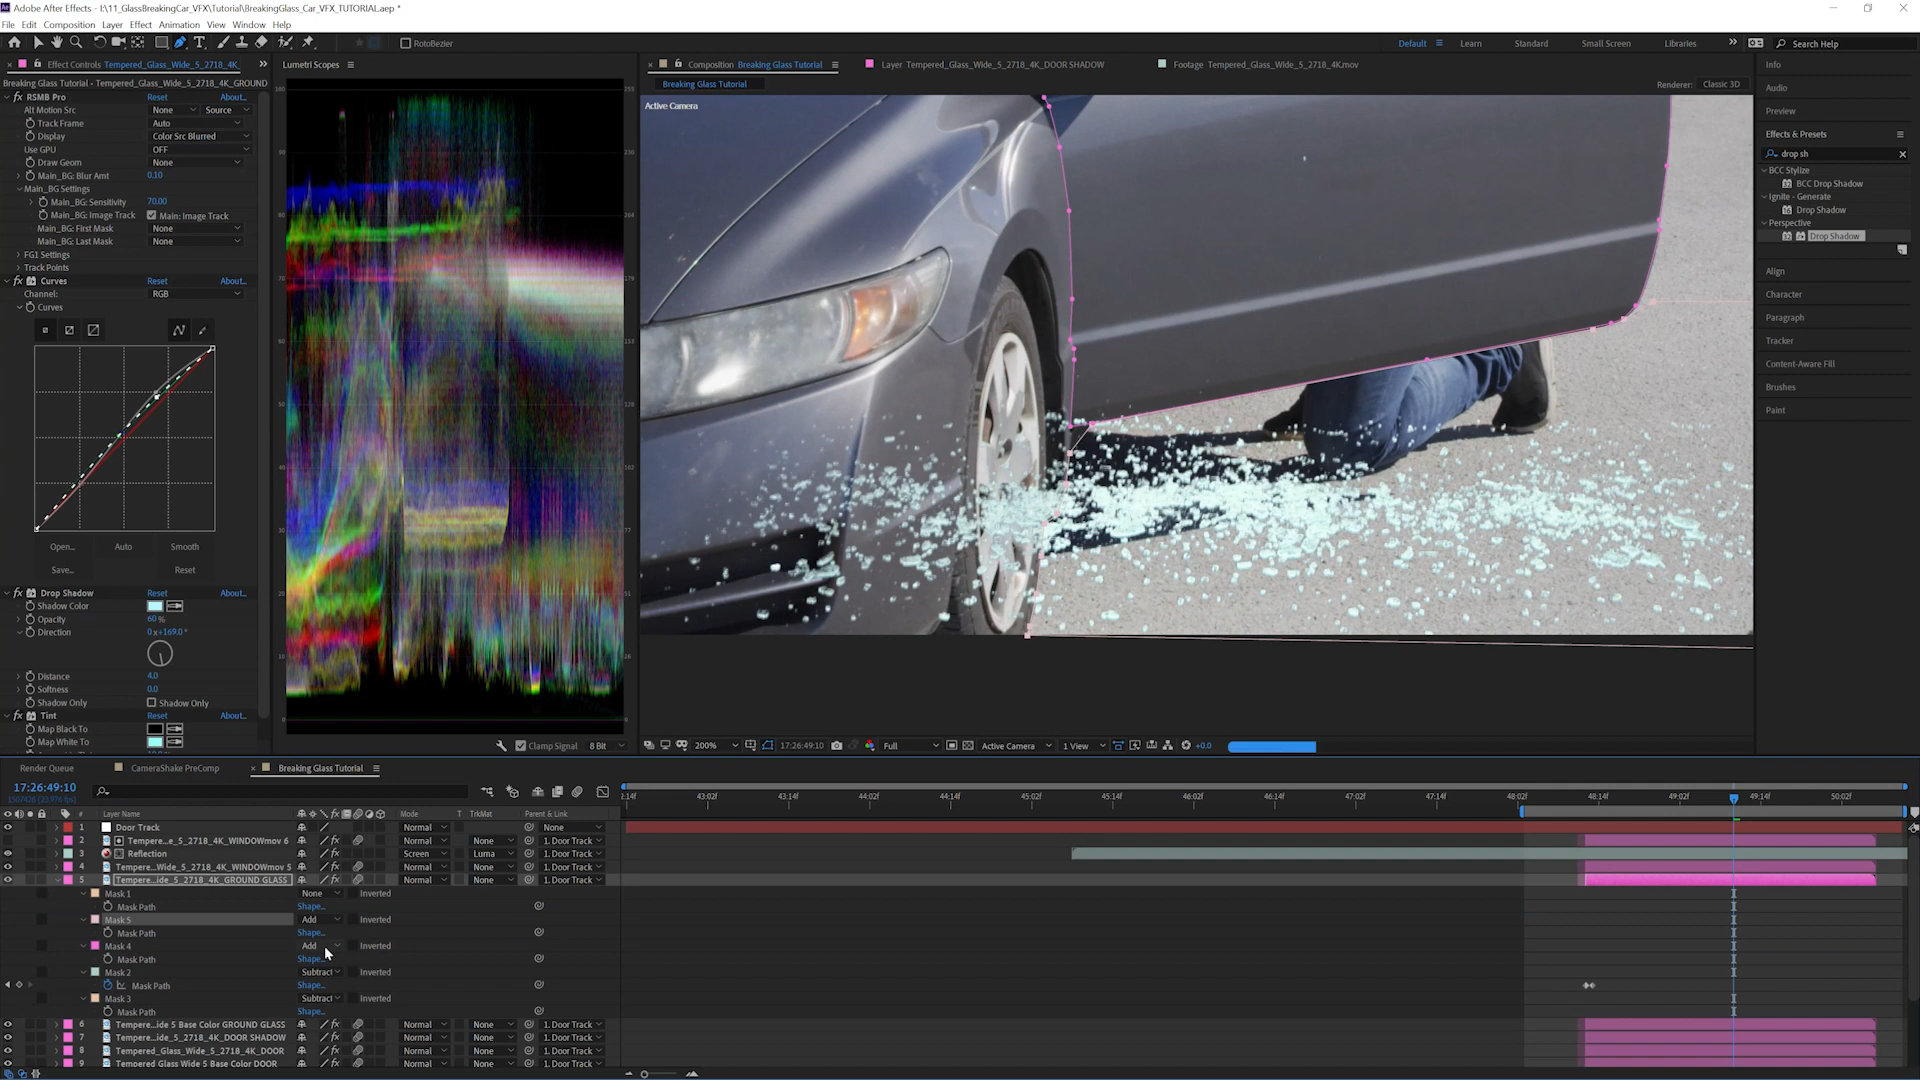 Adobe After Effects - I:\11_GlassBreakingCar_VFX\Tutorial\BreakingGlass_Car_VFX_TUTORIAL.aep *
File Edit Composition Layer Effect Animation View Window Help
RotoBezier
Default Learn Standard Small Screen Libraries Search Help
Effect Controls Tempered_Glass_Wide_5_2718_4K_
Lumetri Scopes
Composition Breaking Glass Tutorial
Layer Tempered_Glass_Wide_5_2718_4K_DOOR SHADOW
Footage Tempered_Glass_Wide_5_2718_4K.mov
Info
Breaking Glass Tutorial - Tempered_Glass_Wide_5_2718_4K_GROUND
Breaking Glass Tutorial
Renderer: Classic 3D
Active Camera
RSMB Pro Reset About...
Alt Motion Src None Source
Track Frame Auto
Display Color Src Blurred
Use GPU OFF
Draw Geom None
Main_BG: Blur Amt 0.10
Main_BG Settings
Main_BG: Sensitivity 70.00
Main_BG: Image Track Main: Image Track
Main_BG: First Mask None
Main_BG: Last Mask None
FG1 Settings
Track Points
Curves Reset About...
Channel: RGB
Curves
Open... Auto Smooth
Save... Reset
Drop Shadow Reset About...
Shadow Color
Opacity 60 %
Direction 0x+169.0°
Distance 4.0
Softness 0.0
Shadow Only Shadow Only
Tint Reset About...
Map Black To
Map White To
Clamp Signal 8 Bit
200% 17:26:49:10 Full Active Camera 1 View +0.0
Audio
Preview
Effects & Presets
drop sh
BCC Stylize
BCC Drop Shadow
Ignite - Generate
Drop Shadow
Perspective
Drop Shadow
Align
Character
Paragraph
Tracker
Content-Aware Fill
Brushes
Paint
Render Queue CameraShake PreComp Breaking Glass Tutorial
17:26:49:10
2:14f 43:02f 43:14f 44:02f 44:14f 45:02f 45:14f 46:02f 46:14f 47:02f 47:14f 48:02f 48:14f 49:02f 49:14f 50:02f
# Layer Name Mode T TrkMat Parent & Link
1 Door Track Normal None
2 Tempere...e_5_2718_4K_WINDOWmov 6 Normal None 1. Door Track
3 Reflection Screen Luma 1. Door Track
4 Tempere...Wide_5_2718_4K_WINDOWmov 5 Normal None 1. Door Track
5 Tempere...ide_5_2718_4K_GROUND GLASS Normal None 1. Door Track
Mask 1 None Inverted
Mask Path Shape...
Mask 5 Add Inverted
Mask Path Shape...
Mask 4 Add Inverted
Mask Path Shape...
Mask 2 Subtract Inverted
Mask Path Shape...
Mask 3 Subtract Inverted
Mask Path Shape...
6 Tempere...ide 5 Base Color GROUND GLASS Normal None 1. Door Track
7 Tempere...ide_5_2718_4K_DOOR SHADOW Normal None 1. Door Track
8 Tempered_Glass_Wide_5_2718_4K_DOOR Normal None 1. Door Track
9 Tempered Glass Wide 5 Base Color DOOR Normal None 1. Door Track